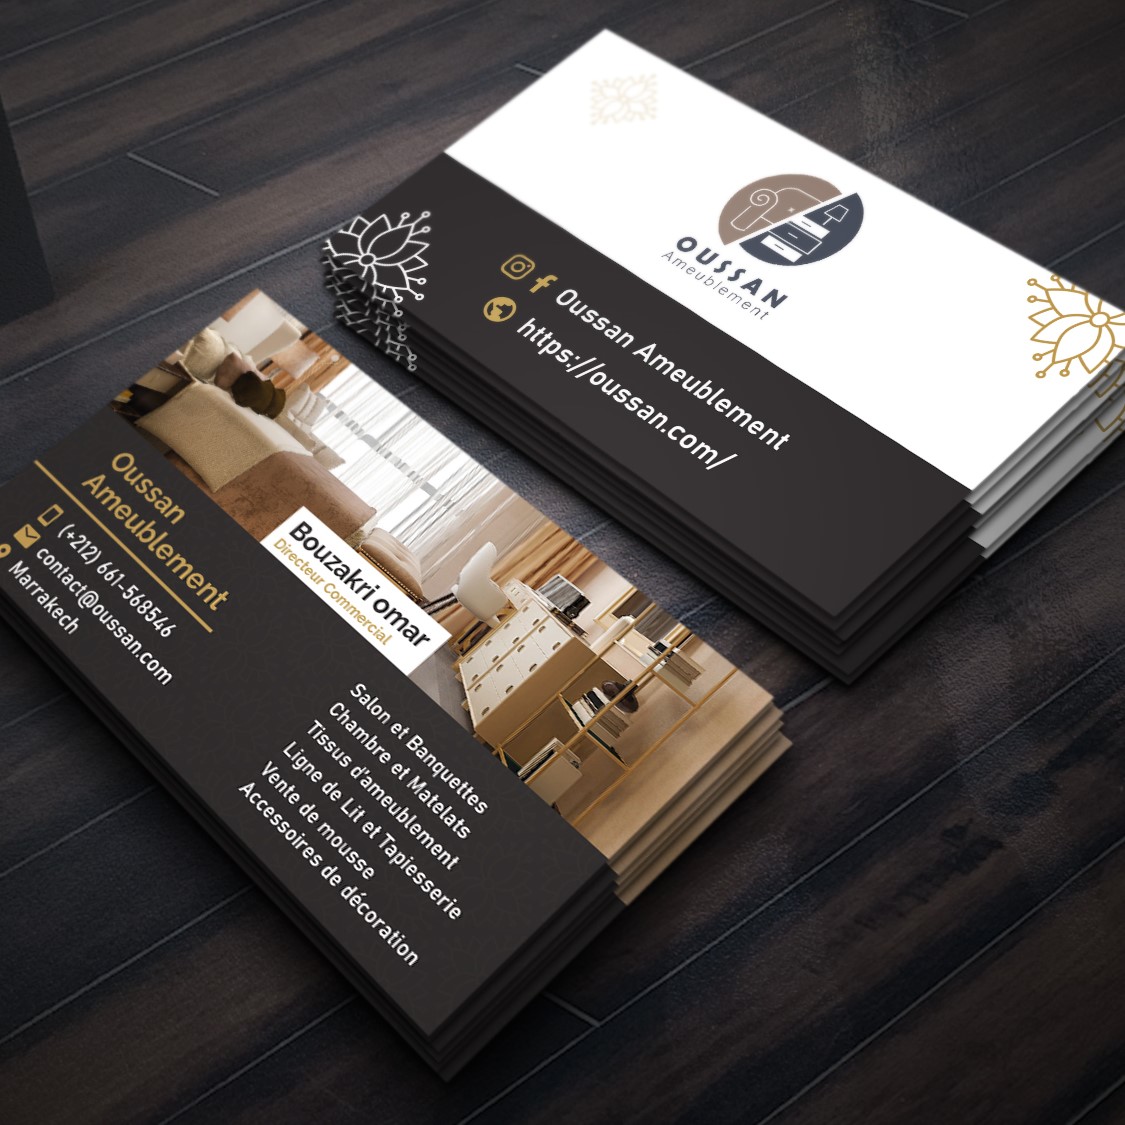 OUSSAN
Ameublement
Oussan Ameublement
https://oussan.com/
Oussan
Ameublement
(+212) 661-568546
contact@oussan.com
Marrakech
Bouzakri omar
Directeur Commercial
Salon et Banquettes
Chambre et Matelats
Tissus d'ameublement
Ligne de Lit et Tapiesserie
Vente de mousse
Accessoires de décoration